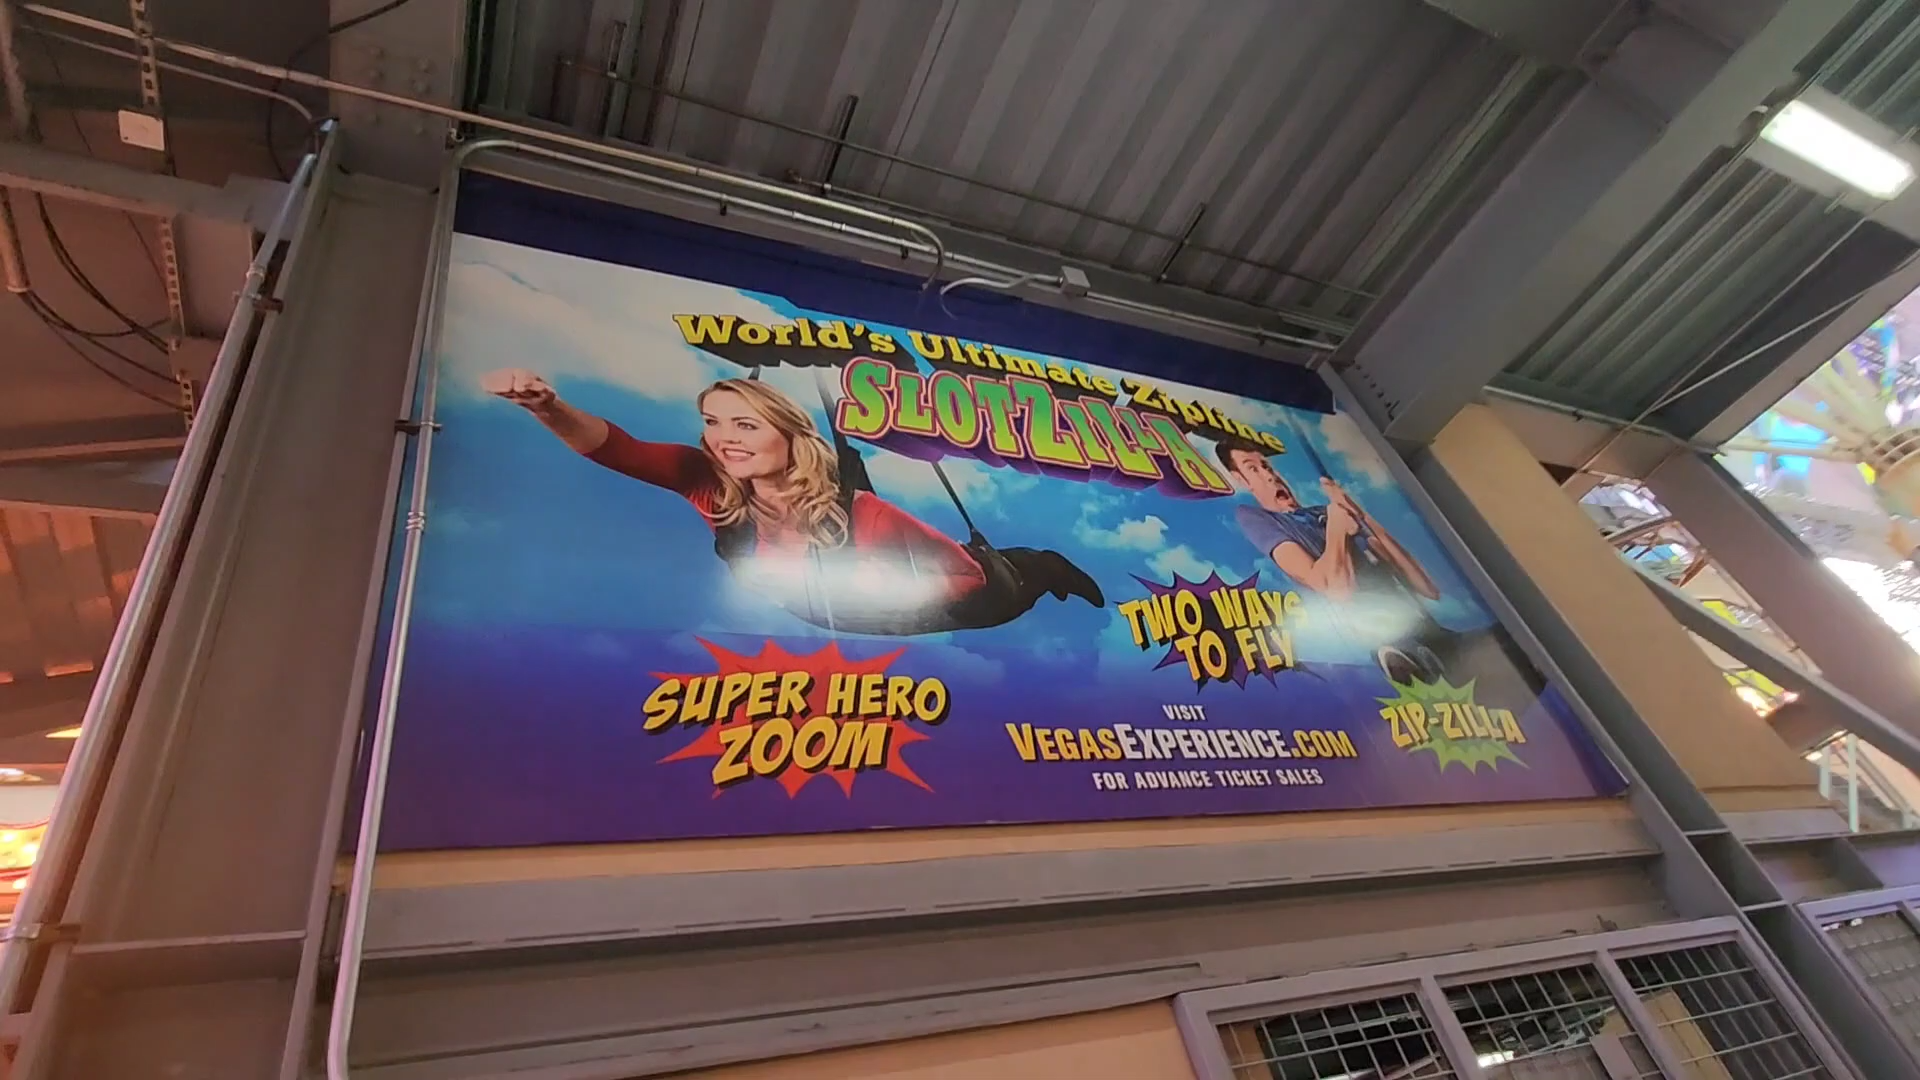 World's Ultimate Zipline
SLOTZILLA
TWO WAYS
TO FLY
SUPER HERO
ZOOM
VISIT
VEGASEXPERIENCE.COM
FOR ADVANCE TICKET SALES
ZIP-ZILLA